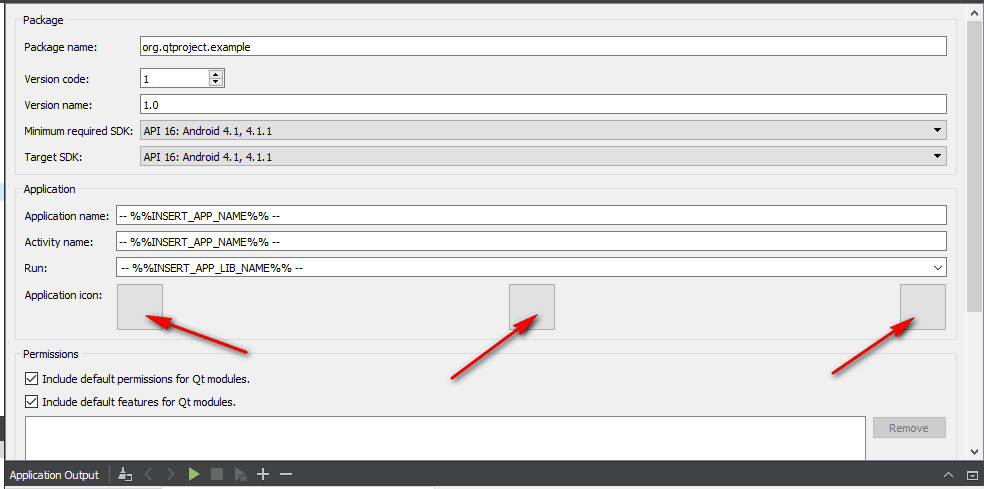 Package
Package name: org.qtproject.example
Version code: 1
Version name: 1.0
Minimum required SDK: API 16: Android 4.1, 4.1.1
Target SDK: API 16: Android 4.1, 4.1.1
Application
Application name: -- %%INSERT_APP_NAME%% --
Activity name: -- %%INSERT_APP_NAME%% --
Run: -- %%INSERT_APP_LIB_NAME%% --
Application icon:
Permissions
Include default permissions for Qt modules.
Include default features for Qt modules.
Remove
Application Output